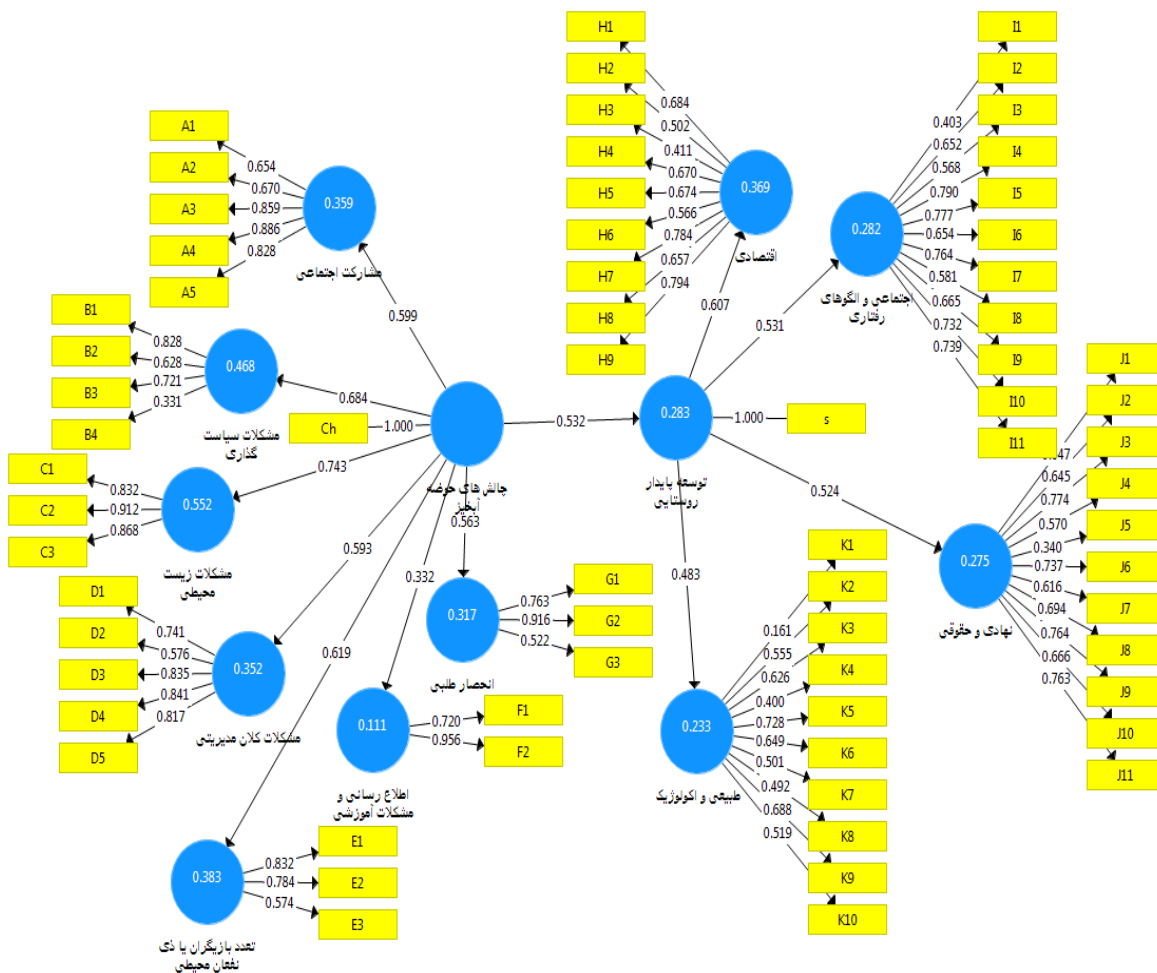 H1
H2
H3
H4
H5
H6
H7
H8
H9
0.684
0.502
0.411
0.670
0.674
0.566
0.784
0.657
0.794
0.369
اقتصادی
I1
I2
I3
I4
I5
I6
I7
I8
I9
I10
I11
0.403
0.652
0.568
0.790
0.777
0.654
0.764
0.581
0.665
0.732
0.739
0.282
اجتماعی و الگوهای
رفتاری
A1
A2
A3
A4
A5
0.654
0.670
0.859
0.886
0.828
0.359
مشارکت اجتماعی
B1
B2
B3
B4
0.828
0.628
0.721
0.331
0.468
مشکلات سیاست
گذاری
C1
C2
C3
0.832
0.912
0.868
0.552
مشکلات زیست
محیطی
D1
D2
D3
D4
D5
0.741
0.576
0.835
0.841
0.817
0.352
مشکلات کلان مدیریتی
0.383
تعدد بازیگران یا ذی
نفعان محیطی
0.832
0.784
0.574
E1
E2
E3
0.111
اطلاع رسانی و
مشکلات آموزشی
0.720
0.956
F1
F2
0.317
انحصار طلبی
0.763
0.916
0.522
G1
G2
G3
0.599
0.684
0.743
0.593
0.619
0.332
0.563
Ch
1.000
چالش های حوضه
آبخیز
0.532
0.283
توسعه پایدار
روستایی
1.000
s
0.607
0.531
0.524
0.483
0.275
نهادی و حقوقی
J1
J2
J3
J4
J5
J6
J7
J8
J9
J10
J11
0.645
0.774
0.570
0.340
0.737
0.616
0.694
0.764
0.666
0.763
0.233
طبیعی و اکولوژیک
K1
K2
K3
K4
K5
K6
K7
K8
K9
K10
0.161
0.555
0.626
0.400
0.728
0.649
0.501
0.492
0.688
0.519